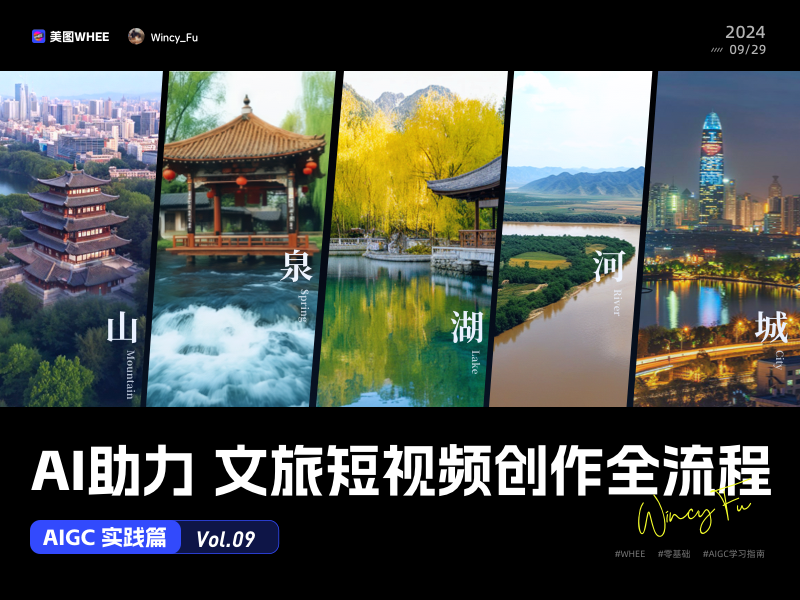 美图WHEE
Wincy_Fu
2024
09/29
山
Mountain
泉
Spring
湖
Lake
河
River
城
City
AI助力 文旅短视频创作全流程
Wincy Fu
AIGC 实践篇
Vol.09
#WHEE #零基础 #AIGC学习指南